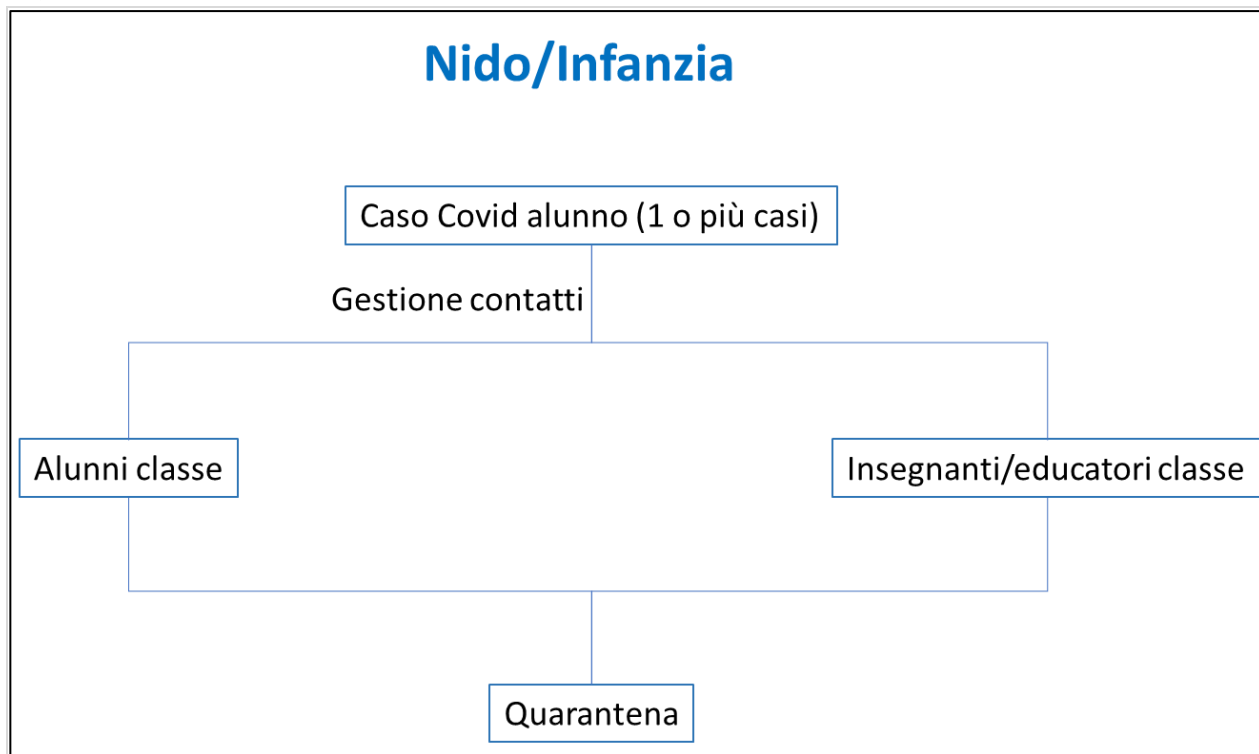 Nido/Infanzia
Caso Covid alunno (1 o più casi)
Gestione contatti
Alunni classe
Insegnanti/educatori classe
Quarantena